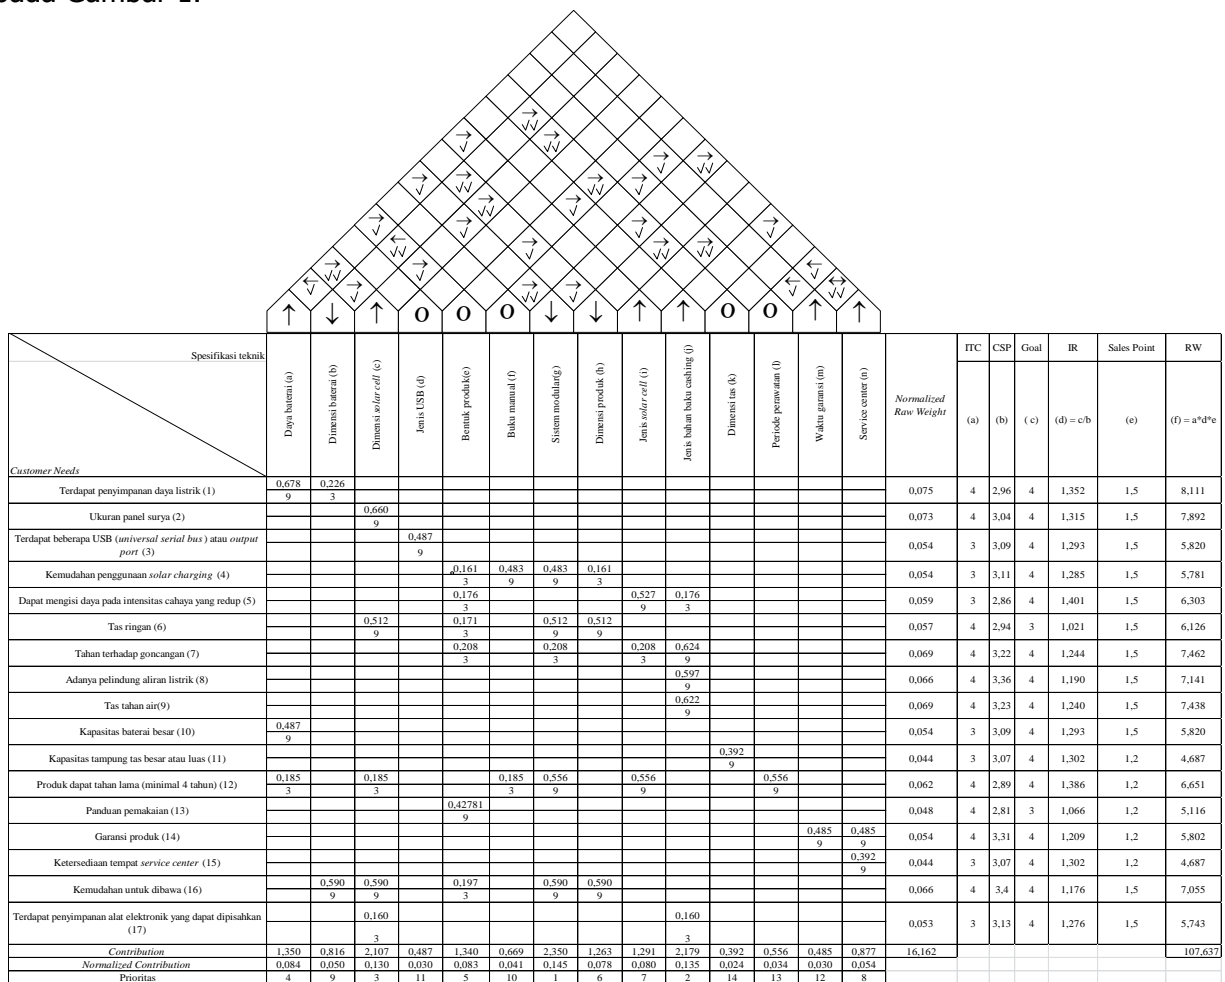 pada Gambar 1.
→ √
→ √√
→ √
→ √√
→ √
→ √√
→ √
→ √√
→ √
→ √√
→ √
→ √√
→ √
→ √
→ √
→ √
← √√
→ √
→ √√
→ √√
→ √
← √
→ √√
→ √
← √
← √
↔ √√
→ √
→ √√
→ √
↑ ↓ ↑ O O O ↓ ↓ ↑ ↑ O O ↑ ↑
Spesifikasi teknik
Customer Needs
Daya baterai (a)
Dimensi baterai (b)
Dimensi solar cell (c)
Jenis USB (d)
Bentuk produk(e)
Buku manual (f)
Sistem modular(g)
Dimensi produk (h)
Jenis solar cell (i)
Jenis bahan baku cashing (j)
Dimensi tas (k)
Periode perawatan (l)
Waktu garansi (m)
Service center (n)
Normalized
Raw Weight
ITC CSP Goal IR Sales Point RW
(a) (b) ( c) (d) = c/b (e) (f) = a*d*e
0,678 0,226
Terdapat penyimpanan daya listrik (1) 0,075 4 2,96 4 1,352 1,5 8,111
9 3
0,660
Ukuran panel surya (2) 0,073 4 3,04 4 1,315 1,5 7,892
9
0,487
Terdapat beberapa USB (universal serial bus ) atau output
port (3) 0,054 3 3,09 4 1,293 1,5 5,820
9
0,161 0,483 0,483 0,161
Kemudahan penggunaan solar charging (4) 0,054 3 3,11 4 1,285 1,5 5,781
3 9 9 3
0,176 0,527 0,176
Dapat mengisi daya pada intensitas cahaya yang redup (5) 0,059 3 2,86 4 1,401 1,5 6,303
3 9 3
0,512 0,171 0,512 0,512
Tas ringan (6) 0,057 4 2,94 3 1,021 1,5 6,126
9 3 9 9
0,208 0,208 0,208 0,624
Tahan terhadap goncangan (7) 0,069 4 3,22 4 1,244 1,5 7,462
3 3 3 9
0,597
Adanya pelindung aliran listrik (8) 0,066 4 3,36 4 1,190 1,5 7,141
9
0,622
Tas tahan air(9) 0,069 4 3,23 4 1,240 1,5 7,438
9
0,487
Kapasitas baterai besar (10) 0,054 3 3,09 4 1,293 1,5 5,820
9
0,392
Kapasitas tampung tas besar atau luas (11) 0,044 3 3,07 4 1,302 1,2 4,687
9
0,185 0,185 0,185 0,556 0,556 0,556
Produk dapat tahan lama (minimal 4 tahun) (12) 0,062 4 2,89 4 1,386 1,2 6,651
3 3 3 9 9 9
0,42781
Panduan pemakaian (13) 0,048 4 2,81 3 1,066 1,2 5,116
9
0,485 0,485
Garansi produk (14) 0,054 4 3,31 4 1,209 1,2 5,802
9 9
0,392
Ketersediaan tempat service center (15) 0,044 3 3,07 4 1,302 1,2 4,687
9
0,590 0,590 0,197 0,590 0,590
Kemudahan untuk dibawa (16) 0,066 4 3,4 4 1,176 1,5 7,055
9 9 3 9 9
0,160 0,160
Terdapat penyimpanan alat elektronik yang dapat dipisahkan
(17) 0,053 3 3,13 4 1,276 1,5 5,743
3 3
Contribution 1,350 0,816 2,107 0,487 1,340 0,669 2,350 1,263 1,291 2,179 0,392 0,556 0,485 0,877 16,162 107,637
Normalized Contribution 0,084 0,050 0,130 0,030 0,083 0,041 0,145 0,078 0,080 0,135 0,024 0,034 0,030 0,054
Prioritas 4 9 3 11 5 10 1 6 7 2 14 13 12 8